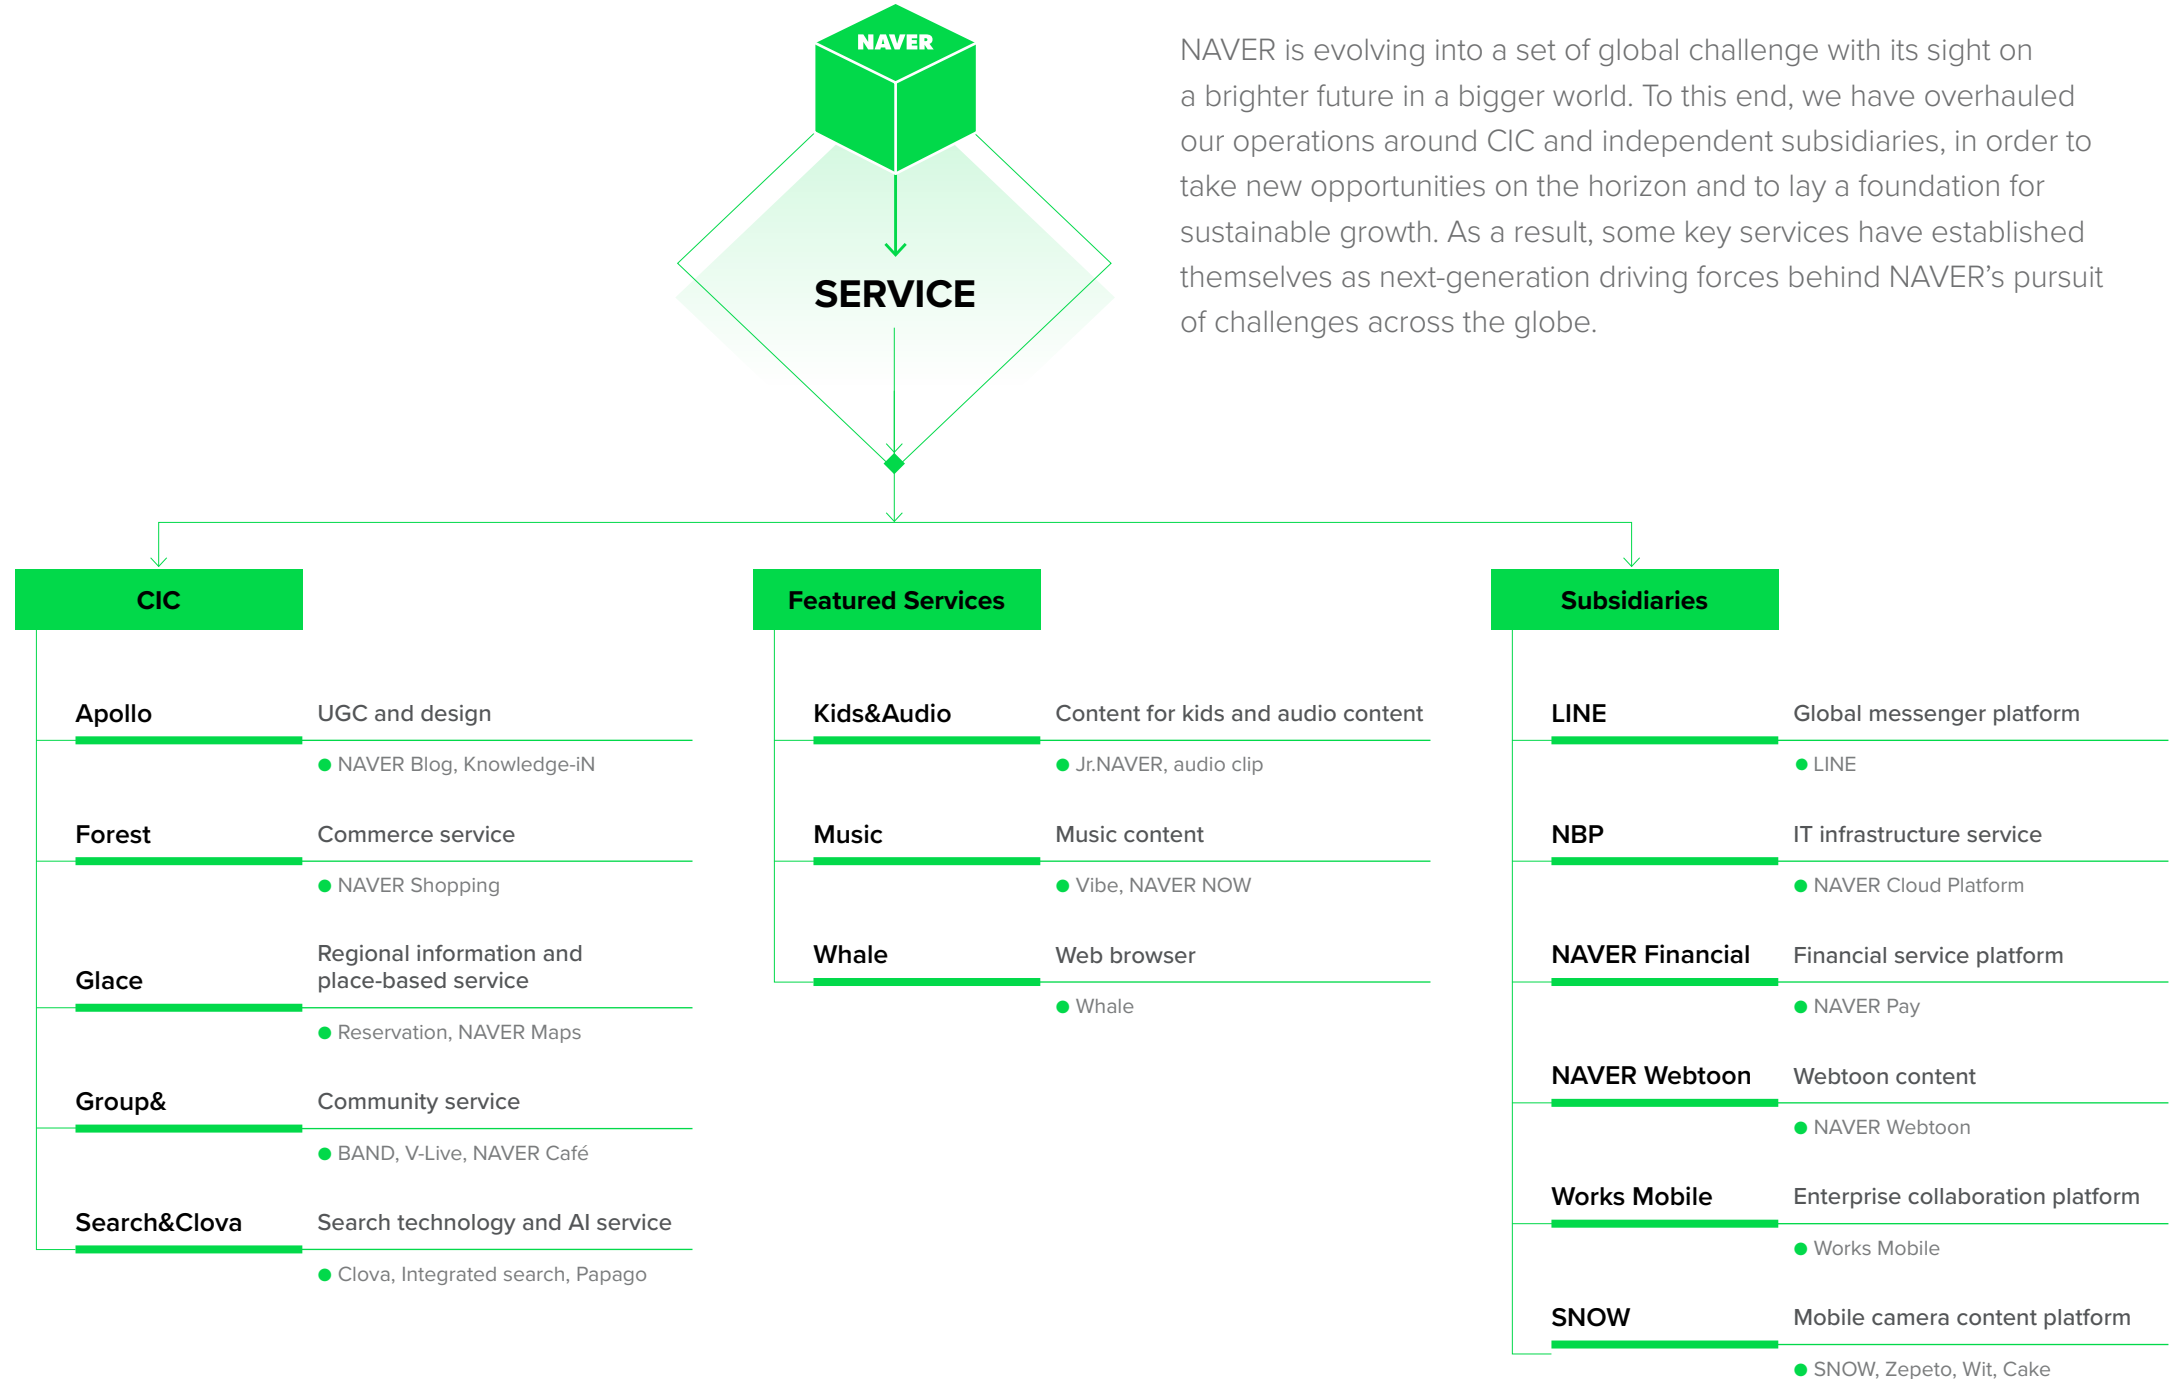 NAVER
NAVER is evolving into a set of global challenge with its sight on
a brighter future in a bigger world. To this end, we have overhauled
our operations around CIC and independent subsidiaries, in order to
take new opportunities on the horizon and to lay a foundation for
sustainable growth. As a result, some key services have established
themselves as next-generation driving forces behind NAVER’s pursuit
of challenges across the globe.
SERVICE
CIC
Apollo
UGC and design
NAVER Blog, Knowledge-iN
Forest
Commerce service
NAVER Shopping
Glace
Regional information and
place-based service
Reservation, NAVER Maps
Group&
Community service
BAND, V-Live, NAVER Café
Search&Clova
Search technology and AI service
Clova, Integrated search, Papago
Featured Services
Kids&Audio
Content for kids and audio content
Jr.NAVER, audio clip
Music
Music content
Vibe, NAVER NOW
Whale
Web browser
Whale
Subsidiaries
LINE
Global messenger platform
LINE
NBP
IT infrastructure service
NAVER Cloud Platform
NAVER Financial
Financial service platform
NAVER Pay
NAVER Webtoon
Webtoon content
NAVER Webtoon
Works Mobile
Enterprise collaboration platform
Works Mobile
SNOW
Mobile camera content platform
SNOW, Zepeto, Wit, Cake